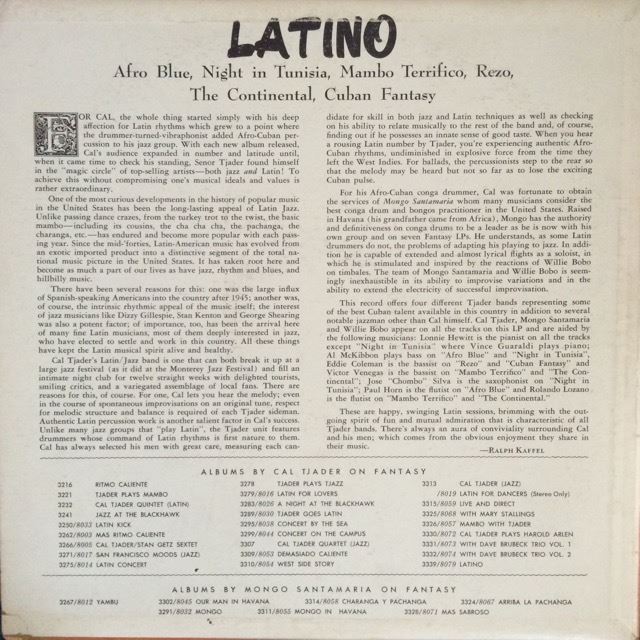 LATINO
Afro Blue, Night in Tunisia, Mambo Terrifico, Rezo,
The Continental, Cuban Fantasy
FOR CAL, the whole thing started simply with his deep
affection for Latin rhythms which grew to a point where
the drummer-turned-vibraphonist added Afro-Cuban per-
cussion to his jazz group. With each new album released,
Cal's audience expanded in number and latitude until,
when it came time to check his standing, Senor Tjader found himself
in the "magic circle" of top-selling artists—both jazz and Latin! To
achieve this without compromising one's musical ideals and values is
rather extraordinary.
One of the most curious developments in the history of popular music
in the United States has been the long-lasting appeal of Latin Jazz.
Unlike passing dance crazes, from the turkey trot to the twist, the basic
mambo—including its cousins, the cha cha cha, the pachanga, the
charanga, etc.—has endured and become more popular with each pass-
ing year. Since the mid-'forties, Latin-American music has evolved from
an exotic imported product into a distinctive segment of the total na-
tional music picture in the United States. It has taken root here and
become as much a part of our lives as have jazz, rhythm and blues, and
hillbilly music.
There have been several reasons for this: one was the large influx
of Spanish-speaking Americans into the country after 1945; another was,
of course, the intrinsic rhythmic appeal of the music itself; the interest
of jazz musicians like Dizzy Gillespie, Stan Kenton and George Shearing
was also a potent factor; of importance, too, has been the arrival here
of many fine Latin musicians, most of them deeply interested in jazz,
who have elected to settle and work in this country. All these things
have kept the Latin musical spirit alive and healthy.
Cal Tjader's Latin/Jazz band is one that can both break it up at a
large jazz festival (as it did at the Monterey Jazz Festival) and fill an
intimate night club for twelve straight weeks with delighted tourists,
smiling critics, and a variegated assemblage of local fans. There are
reasons for this, of course. For one, Cal lets you hear the melody; even
in the course of spontaneous improvisations on an original tune, respect
for melodic structure and balance is required of each Tjader sideman.
Authentic Latin percussion work is another salient factor in Cal's success.
Unlike many jazz groups that "play Latin", the Tjader unit features
drummers whose command of Latin rhythms is first nature to them.
Cal has always selected his men with great care, measuring each can-
didate for skill in both jazz and Latin techniques as well as checking
on his ability to relate musically to the rest of the band and, of course,
finding out if he possesses an innate sense of good taste. When you hear
a rousing Latin number by Tjader, you're experiencing authentic Afro-
Cuban rhythms, undiminished in explosive force from the time they
left the West Indies. For ballads, the percussionists step to the rear so
that the melody may be heard but not so far as to lose the exciting
Cuban pulse.
For his Afro-Cuban conga drummer, Cal was fortunate to obtain
the services of Mongo Santamaria whom many musicians consider the
best conga drum and bongos practitioner in the United States. Raised
in Havana (his grandfather came from Africa), Mongo has the authority
and definitiveness on conga drums to be a leader as he is now with his
own group and on seven Fantasy LPs. He understands, as some Latin
drummers do not, the problems of adapting his playing to jazz. In addi-
tion he is capable of extended and almost lyrical flights as a soloist, in
which he is stimulated and inspired by the reactions of Willie Bobo
on timbales. The team of Mongo Santamaria and Willie Bobo is seem-
ingly inexhaustible in its ability to improvise variations and in the
ability to extend the electricity of successful improvisation.
This record offers four different Tjader bands representing some of
the best Cuban talent available in this country in addition to several
notable jazzman other than Cal himself. Cal Tjader, Mongo Santamaria
and Willie Bobo appear on all the tracks on this LP and are aided by
the following musicians: Lonnie Hewitt is the pianist on all the tracks
except "Night in Tunisia" where Vince Guaraldi plays piano;
Al McKibbon plays bass on "Afro Blue" and "Night in Tunisia",
Eddie Coleman is the bassist on "Rezo" and "Cuban Fantasy" and
Victor Venegas is the bassist on "Mambo Terrifico" and "The Con-
tinental"; Jose "Chombo" Silva is the saxophonist on "Night in
Tunisia"; Paul Horn is the flutist on "Afro Blue" and Rolando Lozano
is the flutist on "Mambo Terrifico" and "The Continental."
These are happy, swinging Latin sessions, brimming with the out-
going spirit of fun and mutual admiration that is characteristic of all
Tjader bands. There's always an aura of conviviality surrounding Cal
and his men; which comes from the obvious enjoyment they share in
their music.
—RALPH KAFFEL
ALBUMS BY CAL TJADER ON FANTASY
3216 RITMO CALIENTE
3221 TJADER PLAYS MAMBO
3232 CAL TJADER QUINTET (LATIN)
3241 JAZZ AT THE BLACKHAWK
3250/8033 LATIN KICK
3262/8003 MAS RITMO CALIENTE
3266/8005 CAL TJADER/STAN GETZ SEXTET
3271/8017 SAN FRANCISCO MOODS (JAZZ)
3275/8014 LATIN CONCERT
3278 TJADER PLAYS TJAZZ
3279/8016 LATIN FOR LOVERS
3283/8026 A NIGHT AT THE BLACKHAWK
3289/8030 TJADER GOES LATIN
3295/8038 CONCERT BY THE SEA
3299/8044 CONCERT ON THE CAMPUS
3307 CAL TJADER QUARTET (JAZZ)
3309/8053 DEMASIADO CALIENTE
3310/8054 WEST SIDE STORY
3313 CAL TJADER (JAZZ)
/8019 LATIN FOR DANCERS (Stereo Only)
3315/8059 LIVE AND DIRECT
3325/8068 WITH MARY STALLINGS
3326/8057 MAMBO WITH TJADER
3330/8072 CAL TJADER PLAYS HAROLD ARLEN
3331/8073 WITH DAVE BRUBECK TRIO VOL. 1
3332/8074 WITH DAVE BRUBECK TRIO VOL. 2
3339/8079 LATINO
ALBUMS BY MONGO SANTAMARIA ON FANTASY
3267/8012 YAMBU 3302/8045 OUR MAN IN HAVANA 3314/8058 CHARANGA Y PACHANGA 3324/8067 ARRIBA LA PACHANGA
3291/8032 MONGO 3311/8055 MONGO IN HAVANA 3328/8071 MAS SABROSO